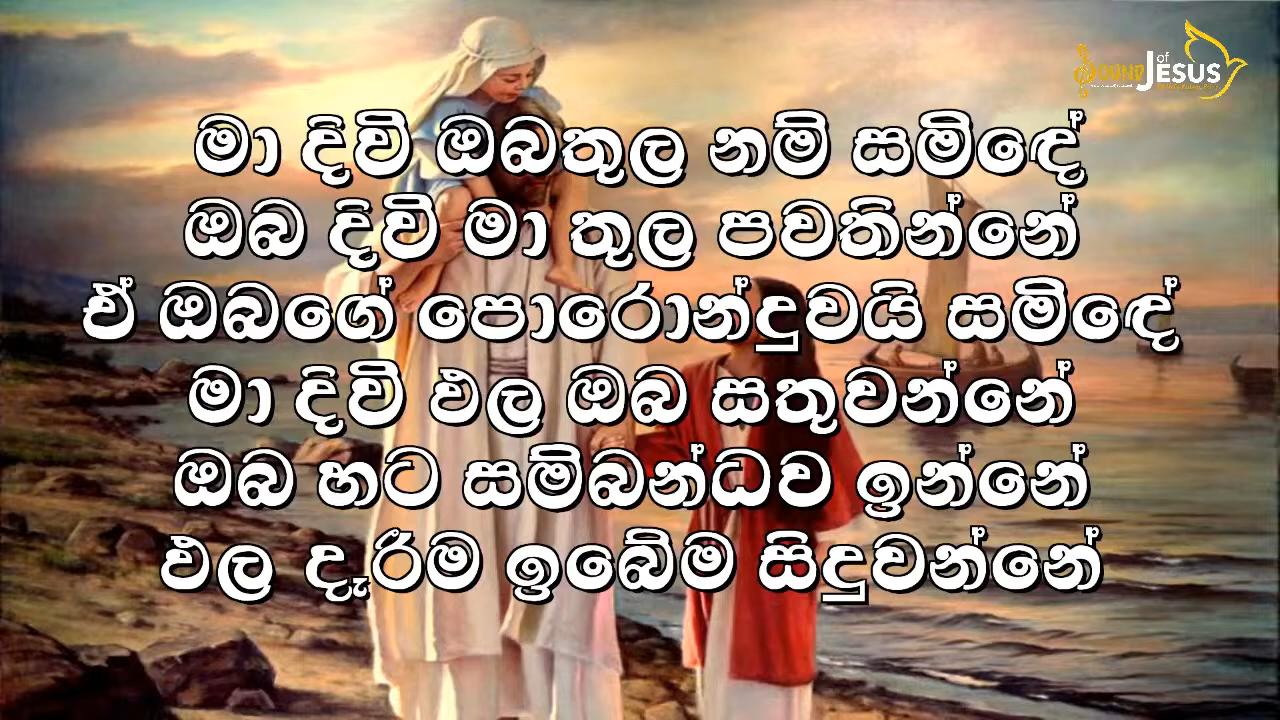 of
SOUND JESUS
මා දිවි ඔබතුල නම් සමිඳේ
ඔබ දිවි මා තුල පවතින්නේ
ඒ ඔබගේ පොරොන්දුවයි සමිඳේ
මා දිවි ඵල ඔබ සතුවන්නේ
ඔබ හට සම්බන්ධව ඉන්නේ
ඵල දැරීම ඉබේම සිදුවන්නේ